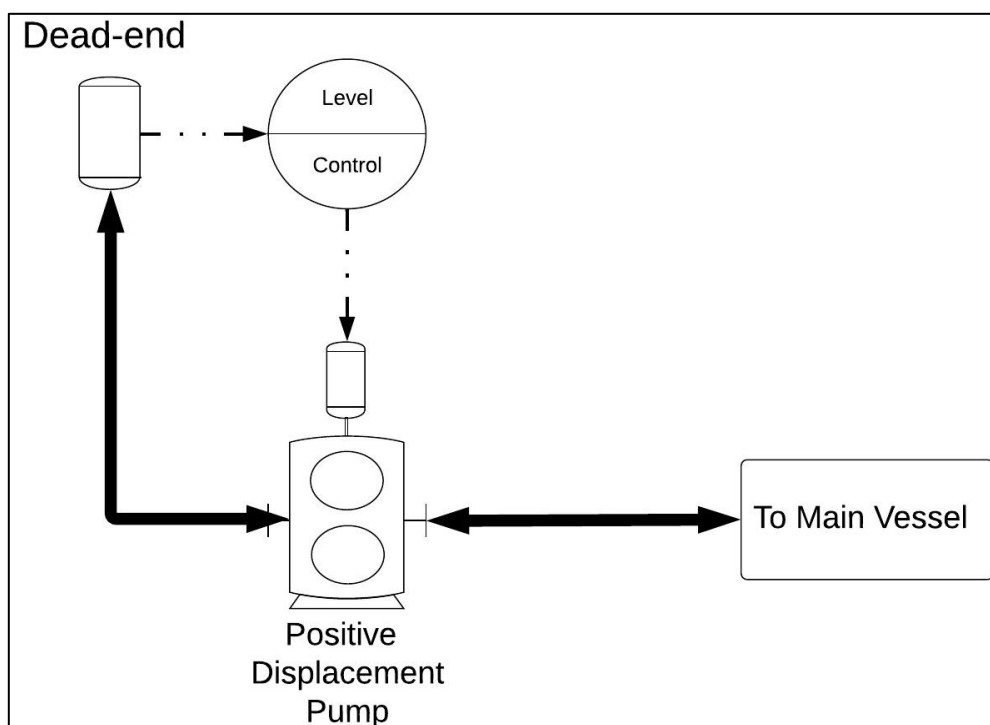 Dead-end
Level
Control
Positive
Displacement
Pump
To Main Vessel